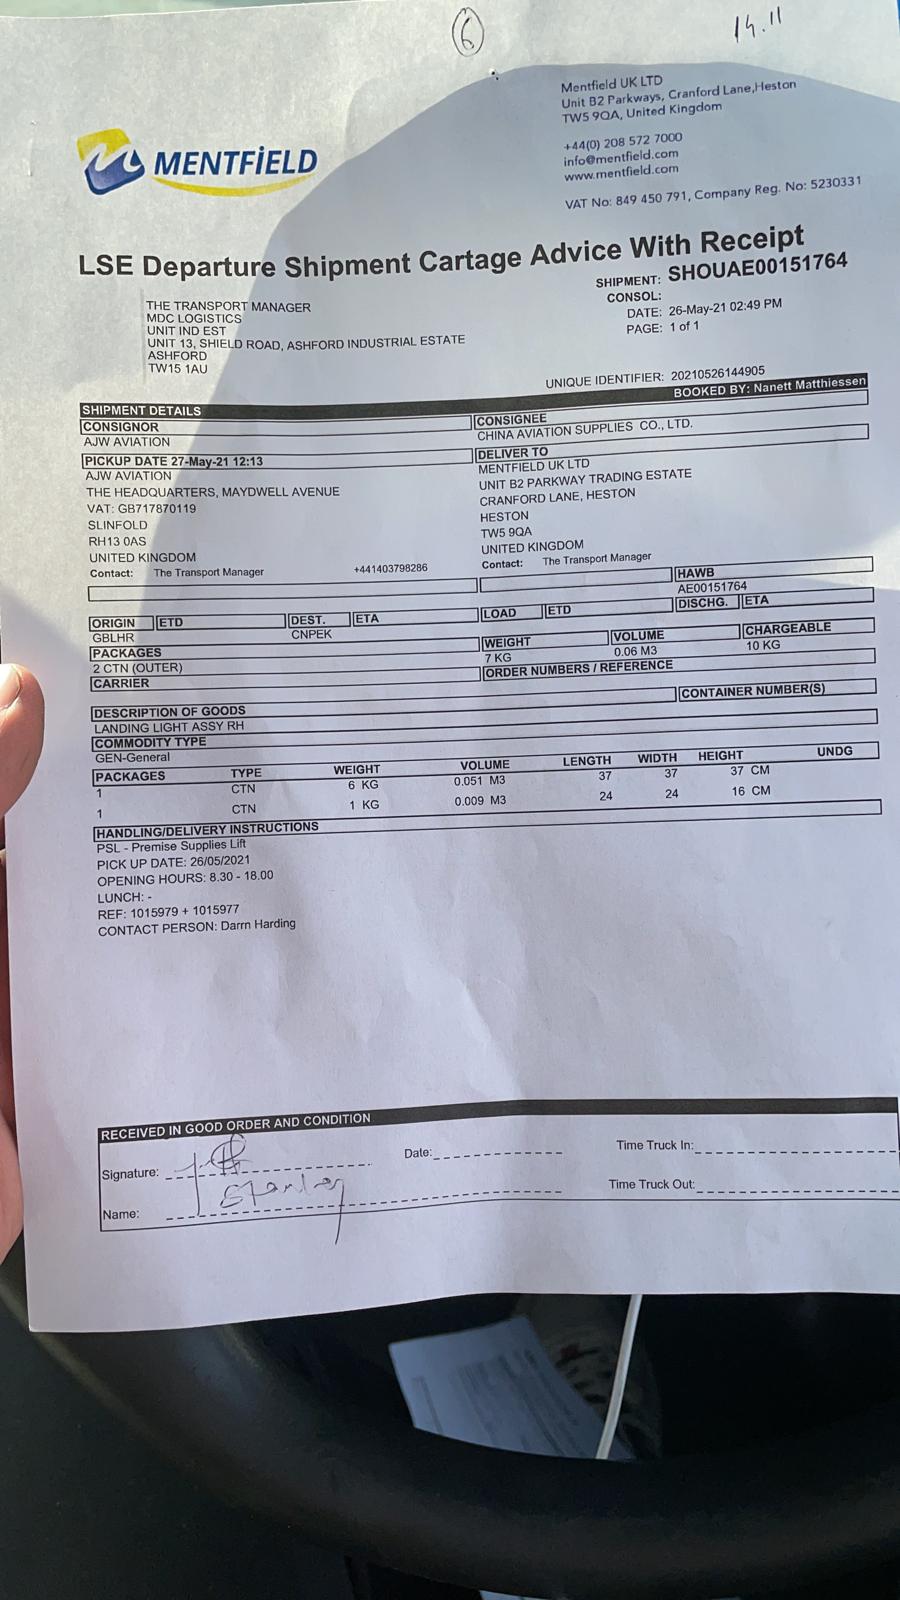 6
14.11
Mentfield UK LTD
Unit B2 Parkways, Cranford Lane,Heston
TW5 9QA, United Kingdom
+44(0) 208 572 7000
info@mentfield.com
www.mentfield.com
VAT No: 849 450 791, Company Reg. No: 5230331
MENTFİELD
LSE Departure Shipment Cartage Advice With Receipt
SHIPMENT: SHOUAE00151764
CONSOL:
DATE: 26-May-21 02:49 PM
PAGE: 1 of 1
THE TRANSPORT MANAGER
MDC LOGISTICS
UNIT IND EST
UNIT 13, SHIELD ROAD, ASHFORD INDUSTRIAL ESTATE
ASHFORD
TW15 1AU
UNIQUE IDENTIFIER: 20210526144905
SHIPMENT DETAILS BOOKED BY: Nanett Matthiessen
CONSIGNOR CONSIGNEE
AJW AVIATION CHINA AVIATION SUPPLIES CO., LTD.
PICKUP DATE 27-May-21 12:13 DELIVER TO
AJW AVIATION MENTFIELD UK LTD
THE HEADQUARTERS, MAYDWELL AVENUE UNIT B2 PARKWAY TRADING ESTATE
VAT: GB717870119 CRANFORD LANE, HESTON
SLINFOLD HESTON
RH13 0AS TW5 9QA
UNITED KINGDOM UNITED KINGDOM
Contact: The Transport Manager +441403798286 Contact: The Transport Manager
HAWB
AE00151764
ORIGIN ETD DEST. ETA LOAD ETD DISCHG. ETA
GBLHR CNPEK
PACKAGES WEIGHT VOLUME CHARGEABLE
2 CTN (OUTER) 7 KG 0.06 M3 10 KG
CARRIER ORDER NUMBERS / REFERENCE
CONTAINER NUMBER(S)
DESCRIPTION OF GOODS
LANDING LIGHT ASSY RH
COMMODITY TYPE
GEN-General
PACKAGES TYPE WEIGHT VOLUME LENGTH WIDTH HEIGHT UNDG
1 CTN 6 KG 0.051 M3 37 37 37 CM
1 CTN 1 KG 0.009 M3 24 24 16 CM
HANDLING/DELIVERY INSTRUCTIONS
PSL - Premise Supplies Lift
PICK UP DATE: 26/05/2021
OPENING HOURS: 8.30 - 18.00
LUNCH: -
REF: 1015979 + 1015977
CONTACT PERSON: Darrn Harding
RECEIVED IN GOOD ORDER AND CONDITION
Signature: Date: Time Truck In:
Time Truck Out:
Name: Stanley